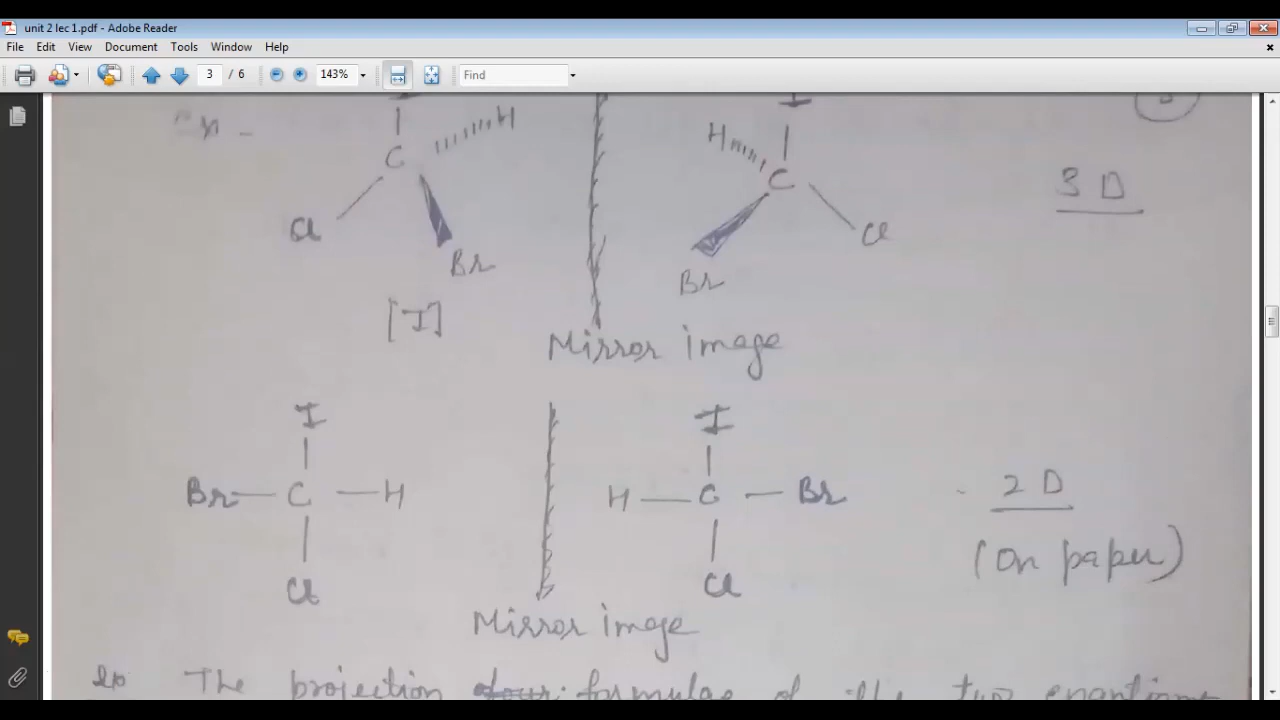 unit 2 lec 1.pdf - Adobe Reader
File Edit View Document Tools Window Help
3 / 6 143% Find
I I
C H H C
3 D
Cl Br Br Cl
[I]
Mirror image
I I
Br C H H C Br 2 D
(on paper)
Cl Cl
Mirror image
The projection formulae of the two